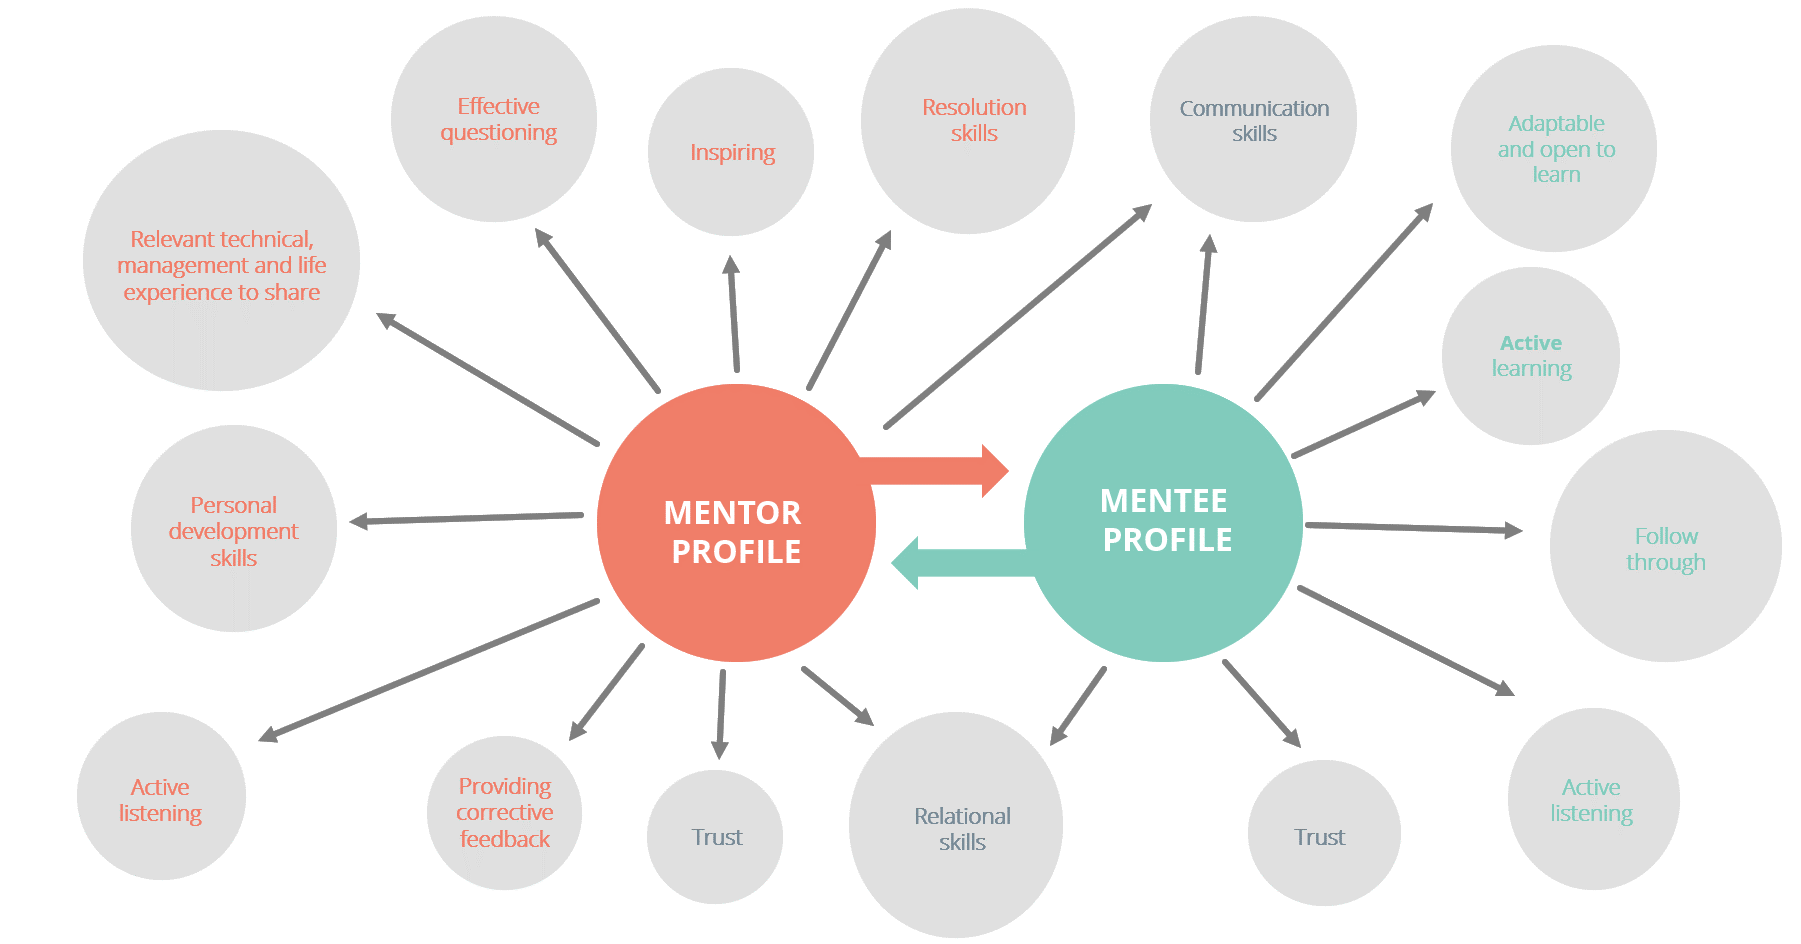 Effective
questioning
Inspiring
Resolution
skills
Communication
skills
Adaptable
and open to
learn
Relevant technical,
management and life
experience to share
Active
learning
Personal
development
skills
MENTOR
PROFILE
MENTEE
PROFILE
Follow
through
Active
listening
Providing
corrective
feedback
Trust
Relational
skills
Trust
Active
listening